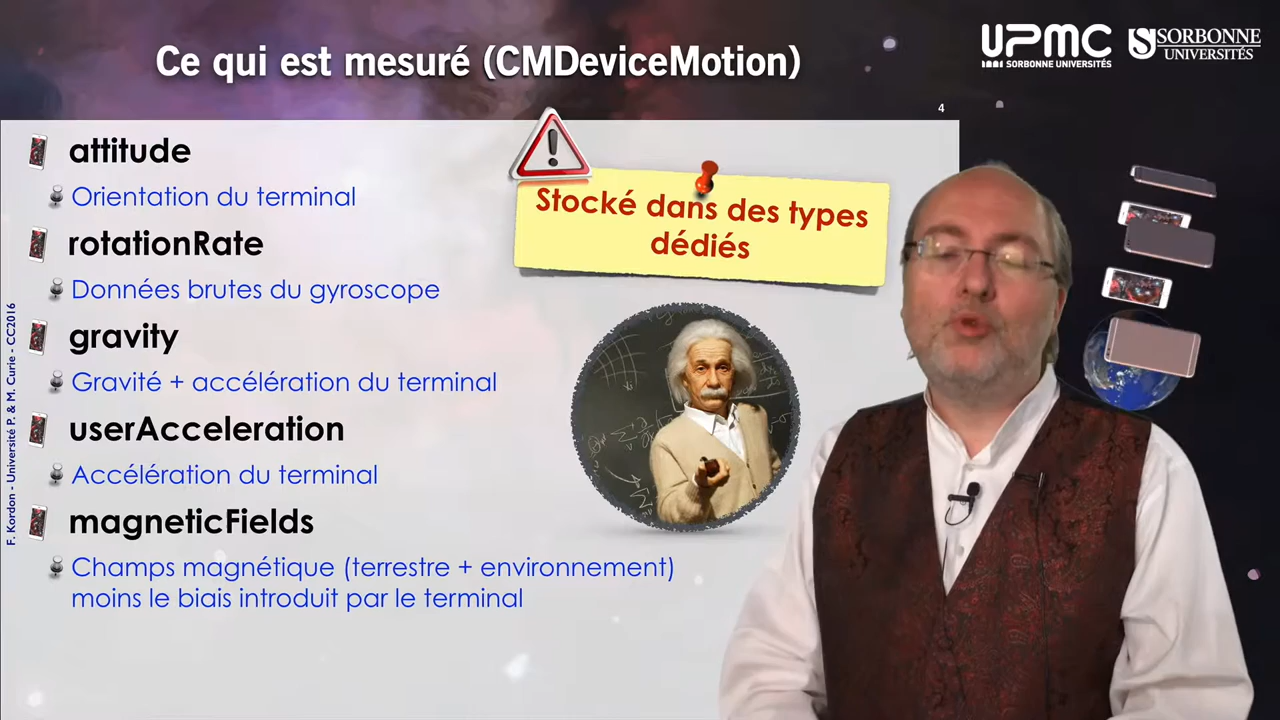 Ce qui est mesuré (CMDeviceMotion)
UPMC
SORBONNE UNIVERSITÉS
SORBONNE
UNIVERSITÉS
4
attitude
Orientation du terminal
rotationRate
Données brutes du gyroscope
gravity
Gravité + accélération du terminal
userAcceleration
Accélération du terminal
magneticFields
Champs magnétique (terrestre + environnement)
moins le biais introduit par le terminal
Stocké dans des types
dédiés
F. Kordon - Université P. & M. Curie - CC2016